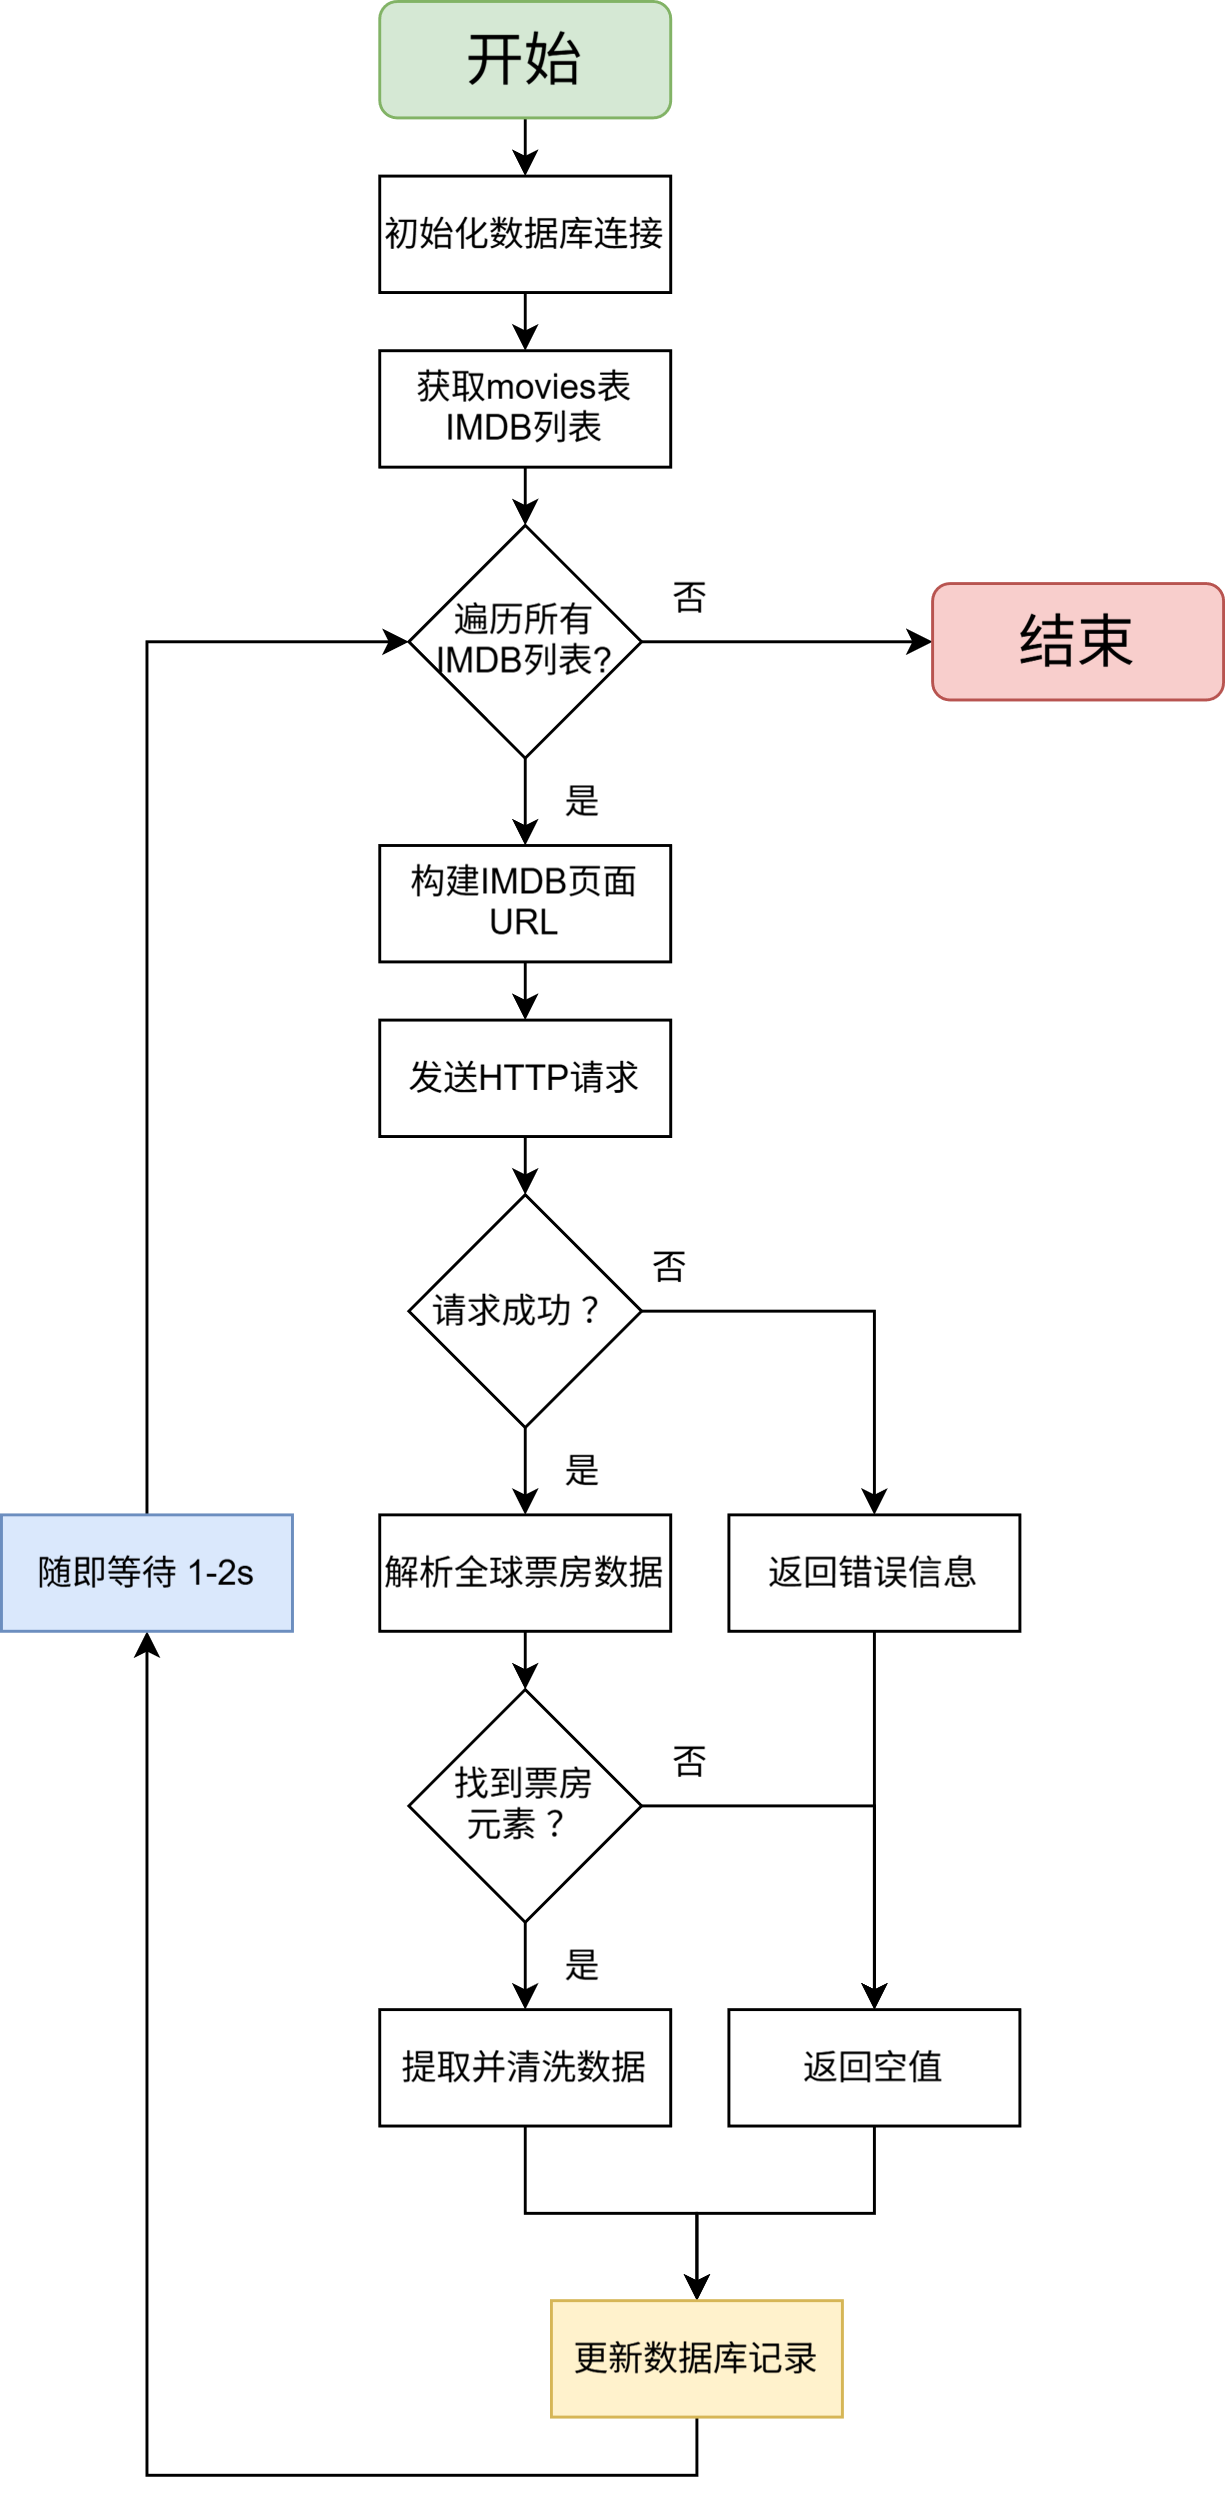 开始
初始化数据库连接
获取movies表
IMDB列表
遍历所有
IMDB列表?
否
结束
是
构建IMDB页面
URL
发送HTTP请求
请求成功？
否
是
随即等待 1-2s
解析全球票房数据
返回错误信息
找到票房
元素？
否
是
提取并清洗数据
返回空值
更新数据库记录